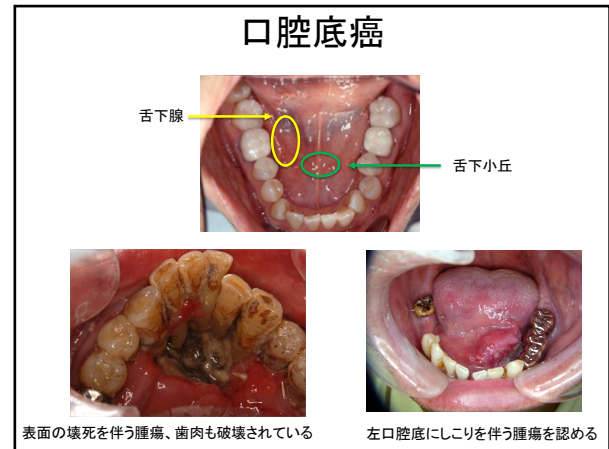 口腔底癌
舌下腺
舌下小丘
表面の壊死を伴う腫瘍、歯肉も破壊されている
左口腔底にしこりを伴う腫瘍を認める